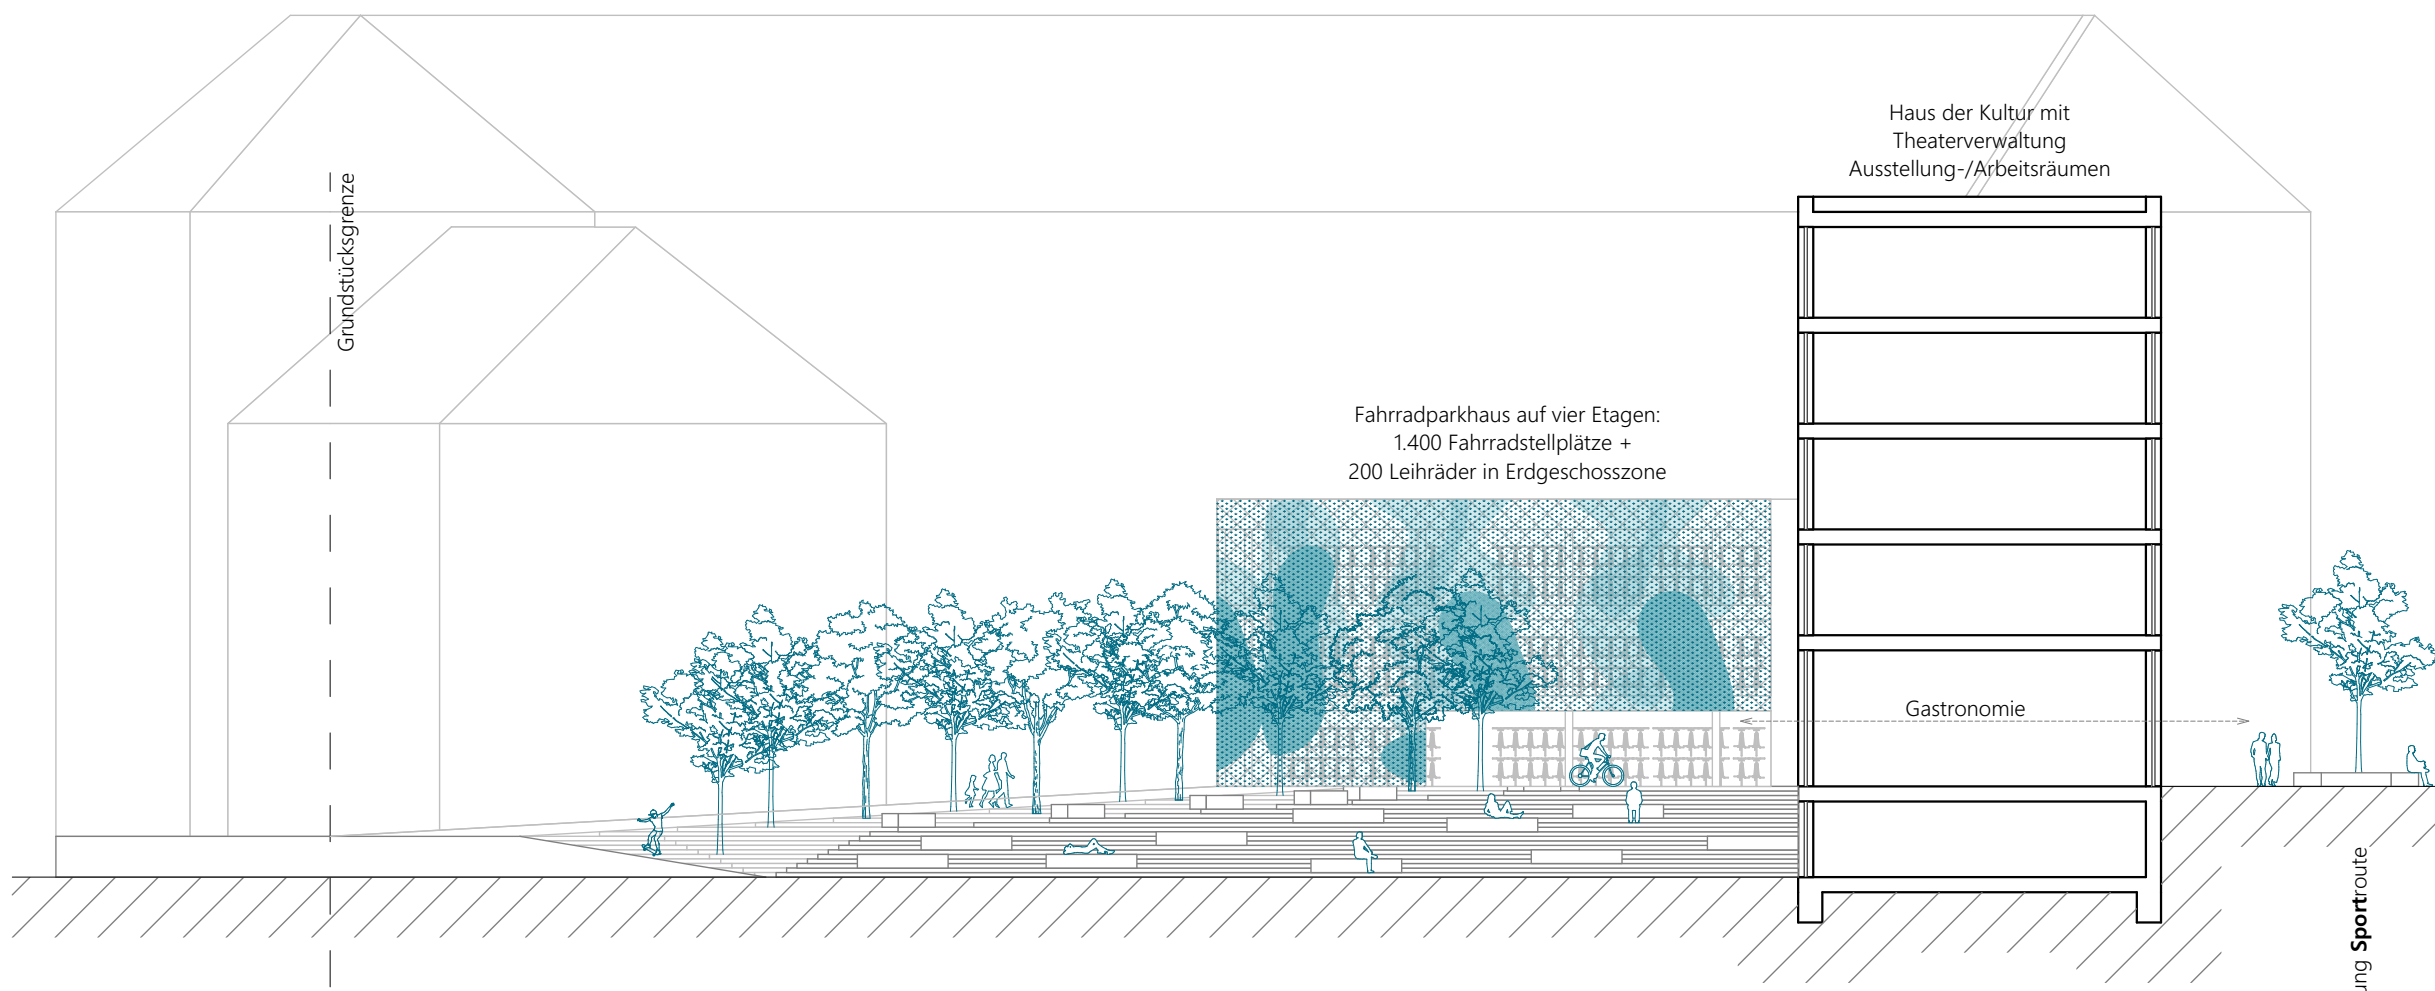 Haus der Kultur mit
Theaterverwaltung
Ausstellung-/Arbeitsräumen
Grundstücksgrenze
Fahrradparkhaus auf vier Etagen:
1.400 Fahrradstellplätze +
200 Leihräder in Erdgeschosszone
Gastronomie
Sportroute